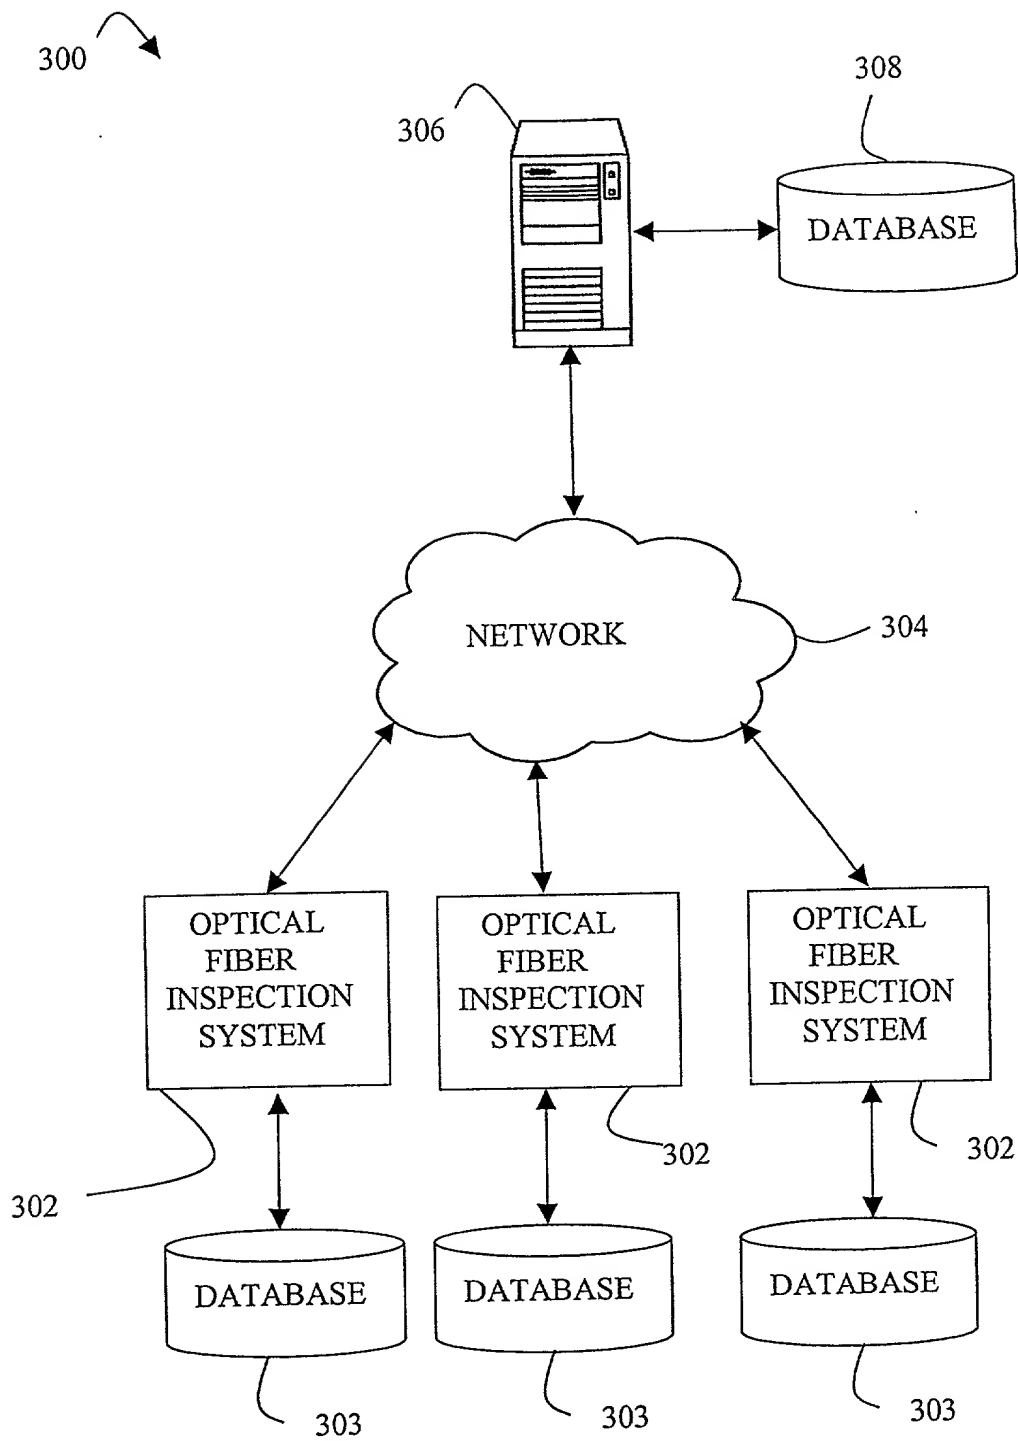 300
308
306
DATABASE
NETWORK
304
OPTICAL
FIBER
INSPECTION
SYSTEM
OPTICAL
FIBER
INSPECTION
SYSTEM
OPTICAL
FIBER
INSPECTION
SYSTEM
302
302
302
DATABASE
DATABASE
DATABASE
303
303
303